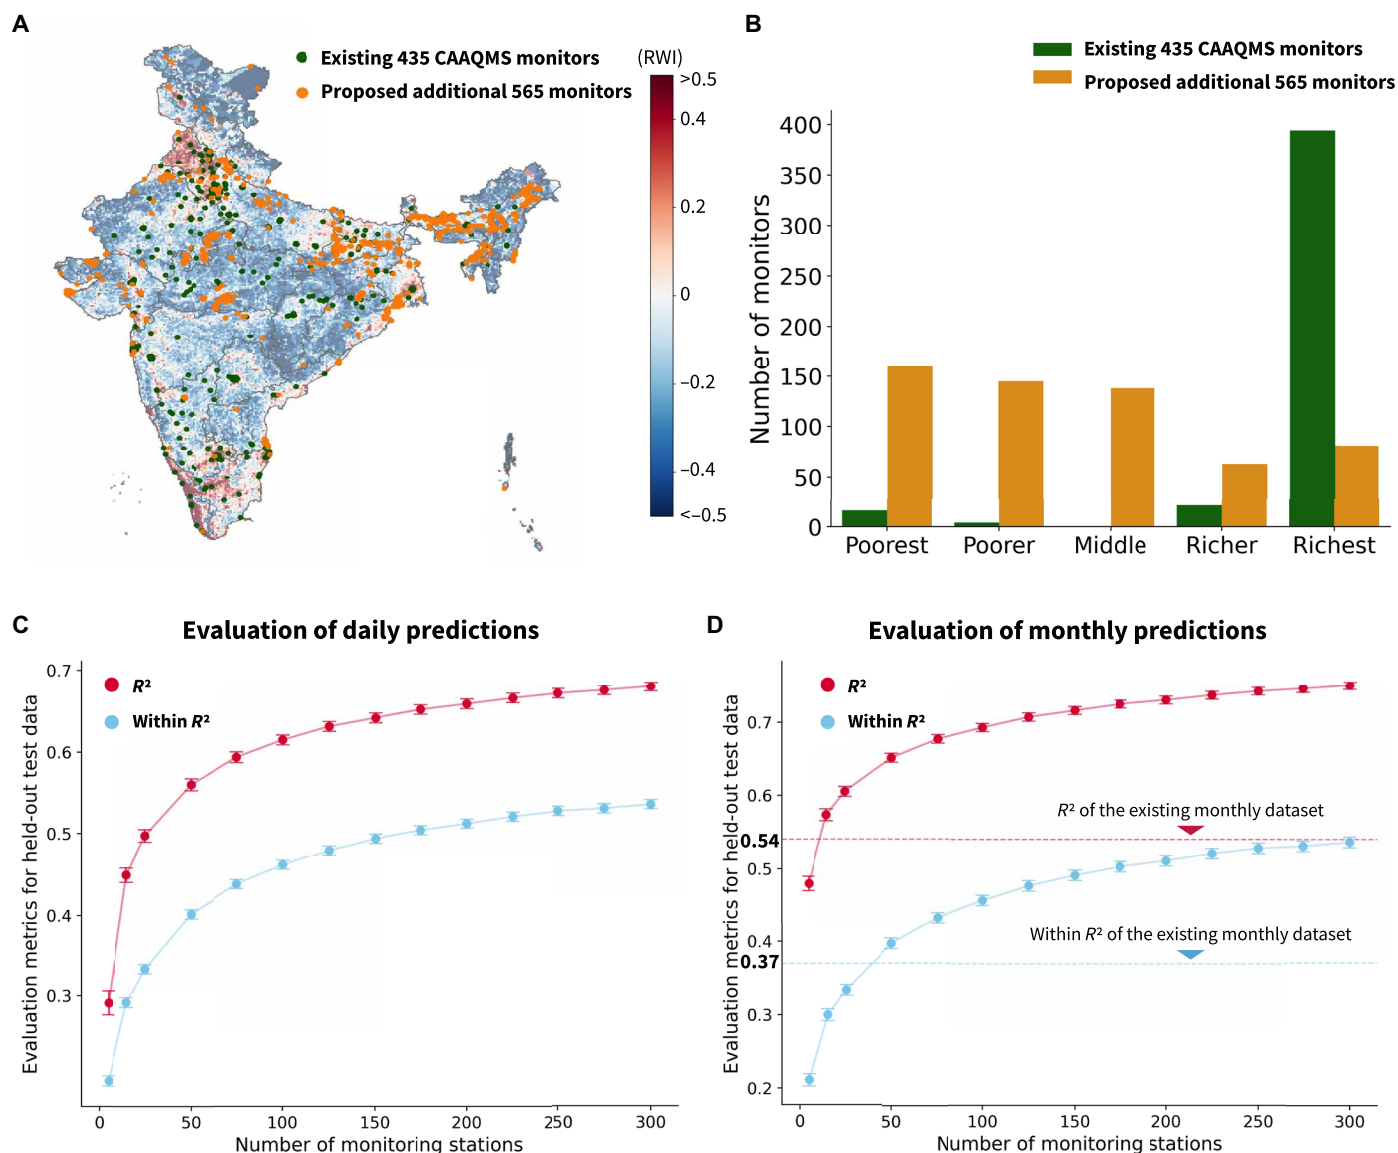 A
Existing 435 CAAQMS monitors
Proposed additional 565 monitors
(RWI)
>0.5
0.4
0.2
0
−0.2
−0.4
<−0.5
B
Existing 435 CAAQMS monitors
Proposed additional 565 monitors
Number of monitors
400
350
300
250
200
150
100
50
0
Poorest
Poorer
Middle
Richer
Richest
C
Evaluation of daily predictions
R²
Within R²
Evaluation metrics for held-out test data
0.7
0.6
0.5
0.4
0.3
0
50
100
150
200
250
300
Number of monitoring stations
D
Evaluation of monthly predictions
R²
Within R²
Evaluation metrics for held-out test data
0.7
0.6
R² of the existing monthly dataset
0.54
0.5
0.4
Within R² of the existing monthly dataset
0.37
0.3
0.2
0
50
100
150
200
250
300
Number of monitoring stations